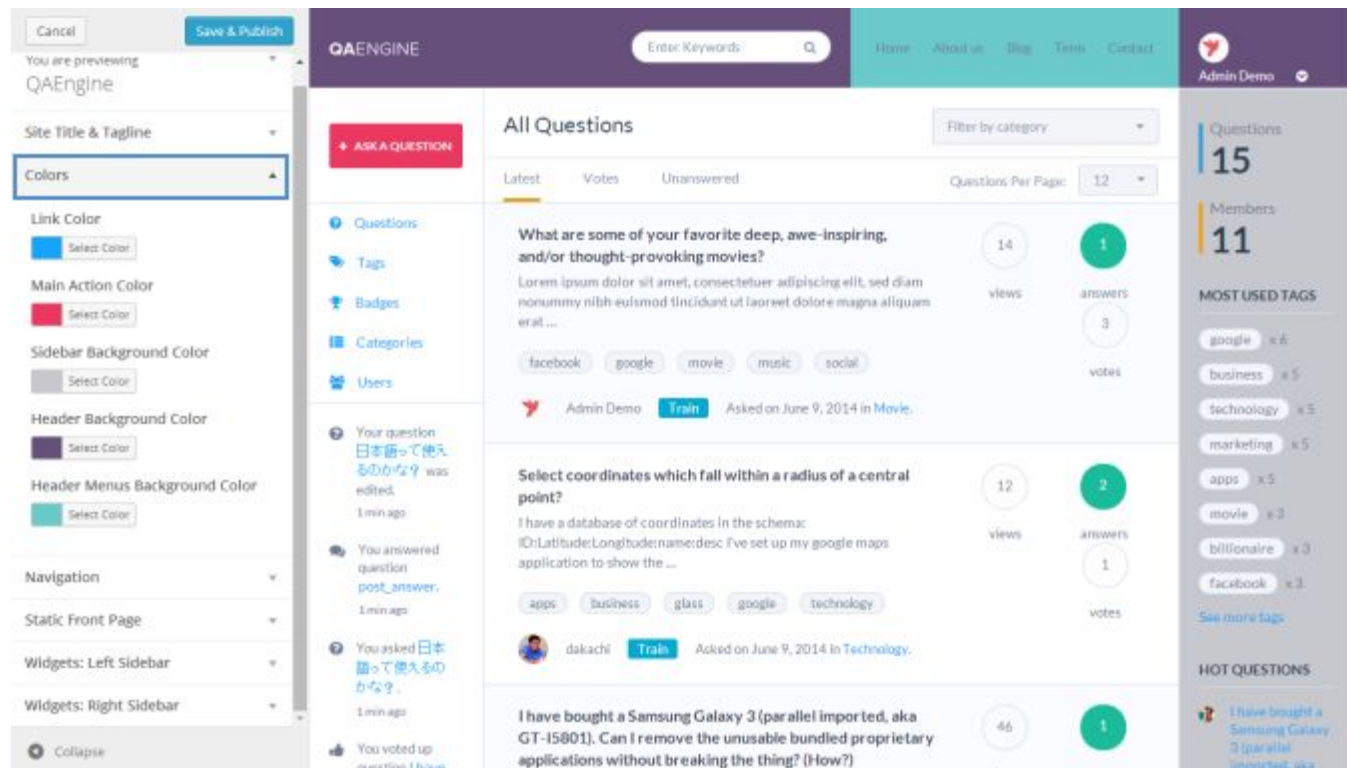 Cancel
Save & Publish
You are previewing
QAEngine
Site Title & Tagline
Colors
Link Color
Select Color
Main Action Color
Select Color
Sidebar Background Color
Select Color
Header Background Color
Select Color
Header Menus Background Color
Select Color
Navigation
Static Front Page
Widgets: Left Sidebar
Widgets: Right Sidebar
Collapse
QAENGINE
Enter Keywords
Home About us Blog Term Contact
Admin Demo
+ ASK A QUESTION
Questions
Tags
Badges
Categories
Users
Your question
日本語って使え
るのかな？ was
edited.
1 min ago
You answered
question
post_answer.
1 min ago
You asked 日本
語って使えるの
かな？.
1 min ago
You voted up
question I have
All Questions
Filter by category
Latest Votes Unanswered
Questions Per Page: 12
What are some of your favorite deep, awe-inspiring,
and/or thought-provoking movies?
Lorem ipsum dolor sit amet, consectetuer adipiscing elit, sed diam
nonummy nibh euismod tincidunt ut laoreet dolore magna aliquam
erat ...
facebook google movie music social
Admin Demo Train Asked on June 9, 2014 in Movie.
14
views
1
answers
3
votes
Select coordinates which fall within a radius of a central
point?
I have a database of coordinates in the schema:
ID:Latitude:Longitude:name:desc I've set up my google maps
application to show the ...
apps business glass google technology
dakachi Train Asked on June 9, 2014 in Technology.
12
views
2
answers
1
votes
I have bought a Samsung Galaxy 3 (parallel imported, aka
GT-I5801). Can I remove the unusable bundled proprietary
applications without breaking the thing? (How?)
46
1
Questions
15
Members
11
MOST USED TAGS
google x 6
business x 5
technology x 5
marketing x 5
apps x 5
movie x 3
billionaire x 3
facebook x 3
See more tags
HOT QUESTIONS
I have bought a
Samsung Galaxy
3 (parallel
imported, aka